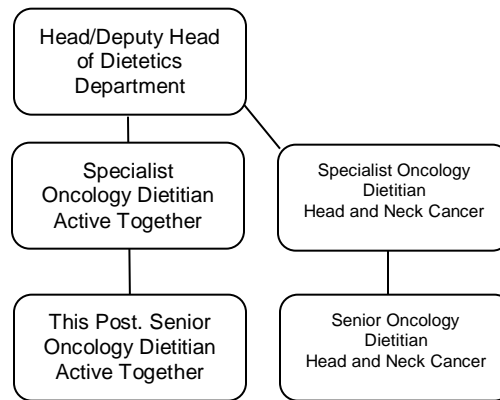 Head/Deputy Head
of Dietetics
Department
Specialist
Oncology Dietitian
Active Together
Specialist Oncology
Dietitian
Head and Neck Cancer
This Post. Senior
Oncology Dietitian
Active Together
Senior Oncology
Dietitian
Head and Neck Cancer